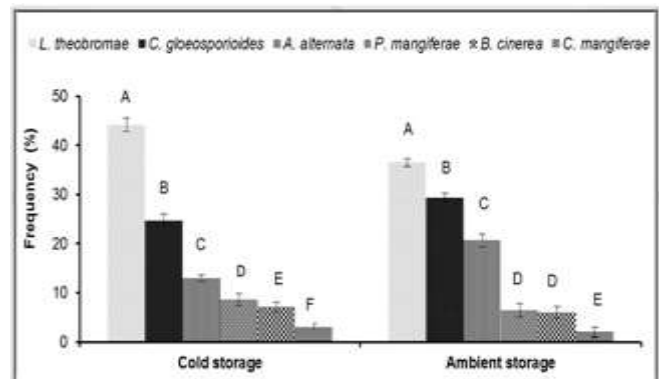 L. theobromae C. gloeosporioides A. alternata P. mangiferae B. cinerea C. mangiferae
50
40
30
20
10
0
Frequency (%)
A
B
C
D
E
F
A
B
C
D
D
E
Cold storage
Ambient storage